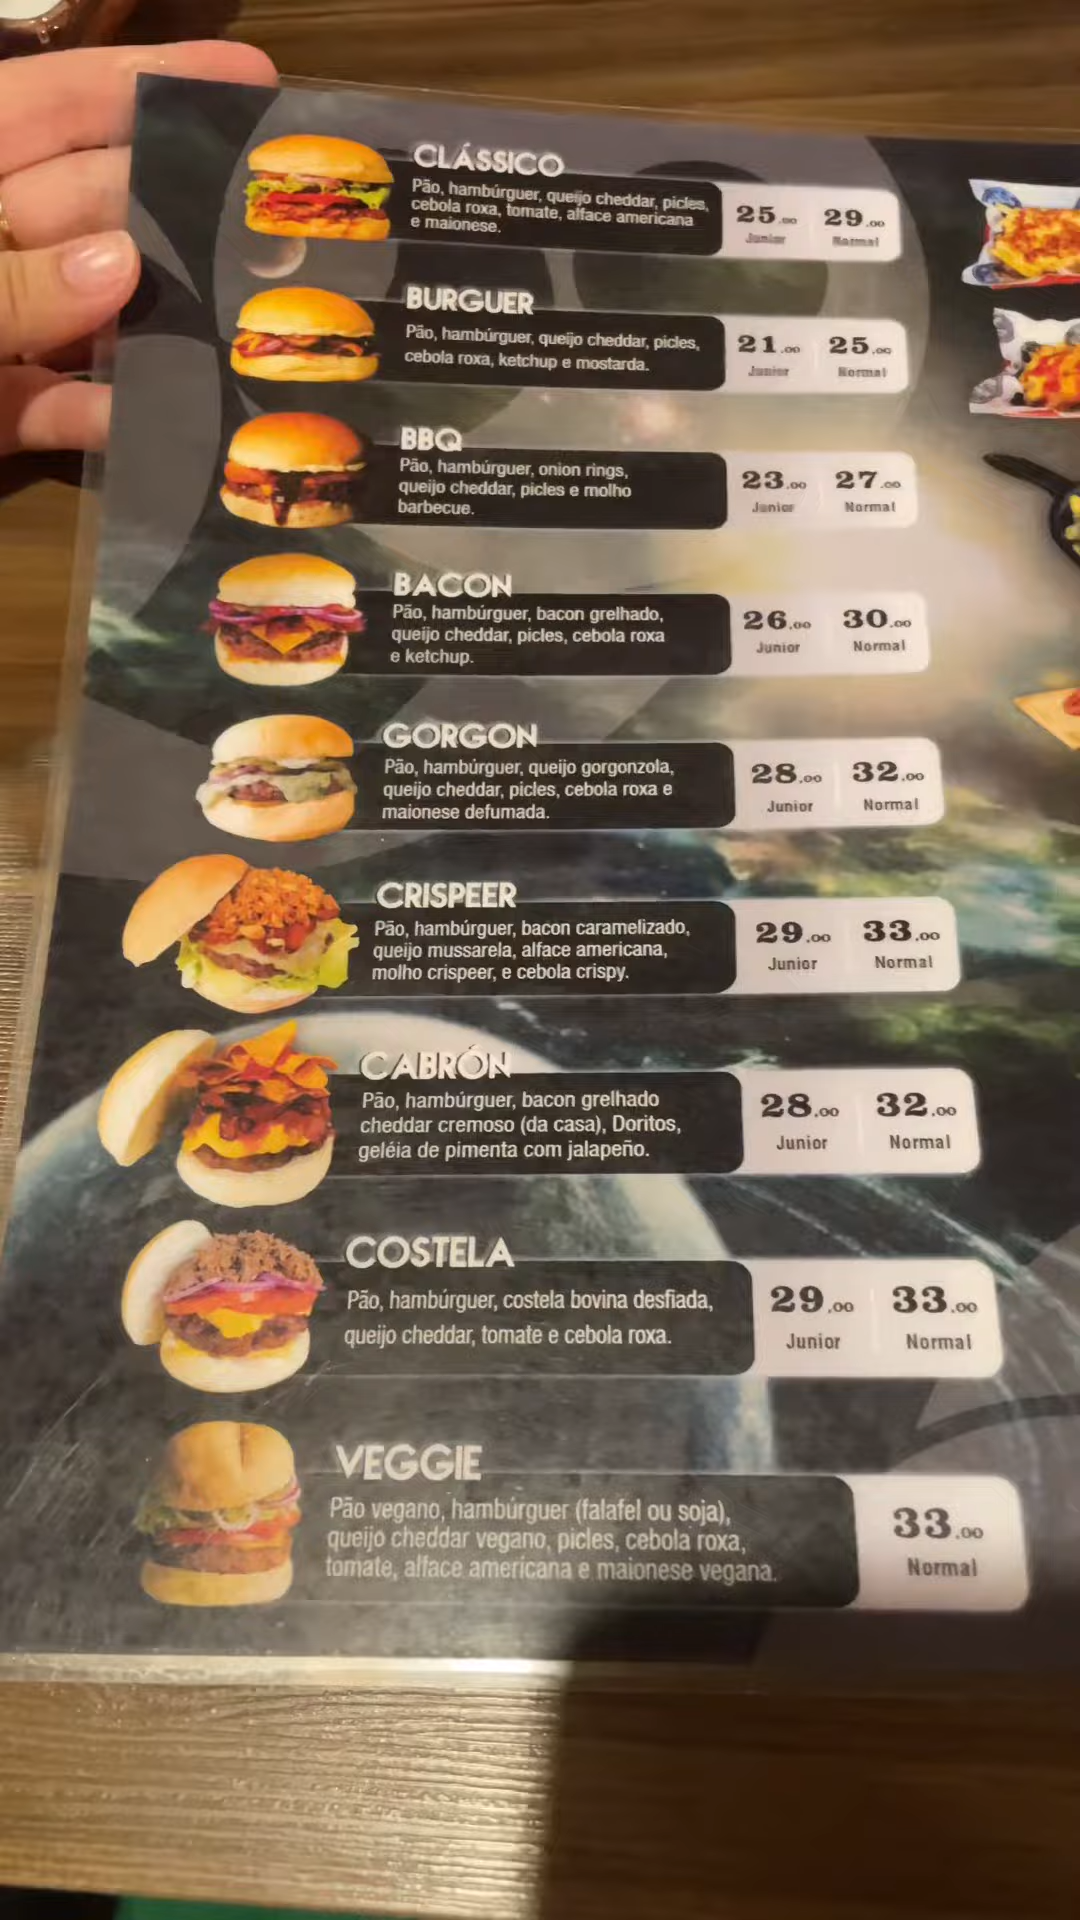 CLÁSSICO
Pão, hambúrguer, queijo cheddar, picles,
cebola roxa, tomate, alface americana
e maionese.
25.00 29.00
Junior Normal
BURGUER
Pão, hambúrguer, queijo cheddar, picles,
cebola roxa, ketchup e mostarda.
21.00 25.00
Junior Normal
BBQ
Pão, hambúrguer, onion rings,
queijo cheddar, picles e molho
barbecue.
23.00 27.00
Junior Normal
BACON
Pão, hambúrguer, bacon grelhado,
queijo cheddar, picles, cebola roxa
e ketchup.
26.00 30.00
Junior Normal
GORGON
Pão, hambúrguer, queijo gorgonzola,
queijo cheddar, picles, cebola roxa e
maionese defumada.
28.00 32.00
Junior Normal
CRISPEER
Pão, hambúrguer, bacon caramelizado,
queijo mussarela, alface americana,
molho crispeer, e cebola crispy.
29.00 33.00
Junior Normal
CABRÓN
Pão, hambúrguer, bacon grelhado
cheddar cremoso (da casa), Doritos,
geléia de pimenta com jalapeño.
28.00 32.00
Junior Normal
COSTELA
Pão, hambúrguer, costela bovina desfiada,
queijo cheddar, tomate e cebola roxa.
29.00 33.00
Junior Normal
VEGGIE
Pão vegano, hambúrguer (falafel ou soja),
queijo cheddar vegano, picles, cebola roxa,
tomate, alface americana e maionese vegana.
33.00
Normal